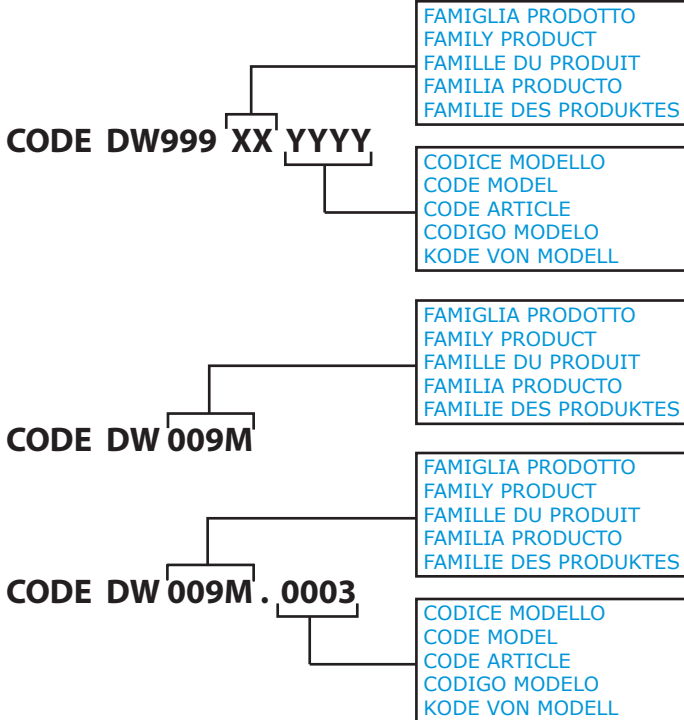 FAMIGLIA PRODOTTO
FAMILY PRODUCT
FAMILLE DU PRODUIT
FAMILIA PRODUCTO
FAMILIE DES PRODUKTES
CODE DW999 XX YYYY
CODICE MODELLO
CODE MODEL
CODE ARTICLE
CODIGO MODELO
KODE VON MODELL
FAMIGLIA PRODOTTO
FAMILY PRODUCT
FAMILLE DU PRODUIT
FAMILIA PRODUCTO
FAMILIE DES PRODUKTES
CODE DW 009M
FAMIGLIA PRODOTTO
FAMILY PRODUCT
FAMILLE DU PRODUIT
FAMILIA PRODUCTO
FAMILIE DES PRODUKTES
CODE DW 009M . 0003
CODICE MODELLO
CODE MODEL
CODE ARTICLE
CODIGO MODELO
KODE VON MODELL